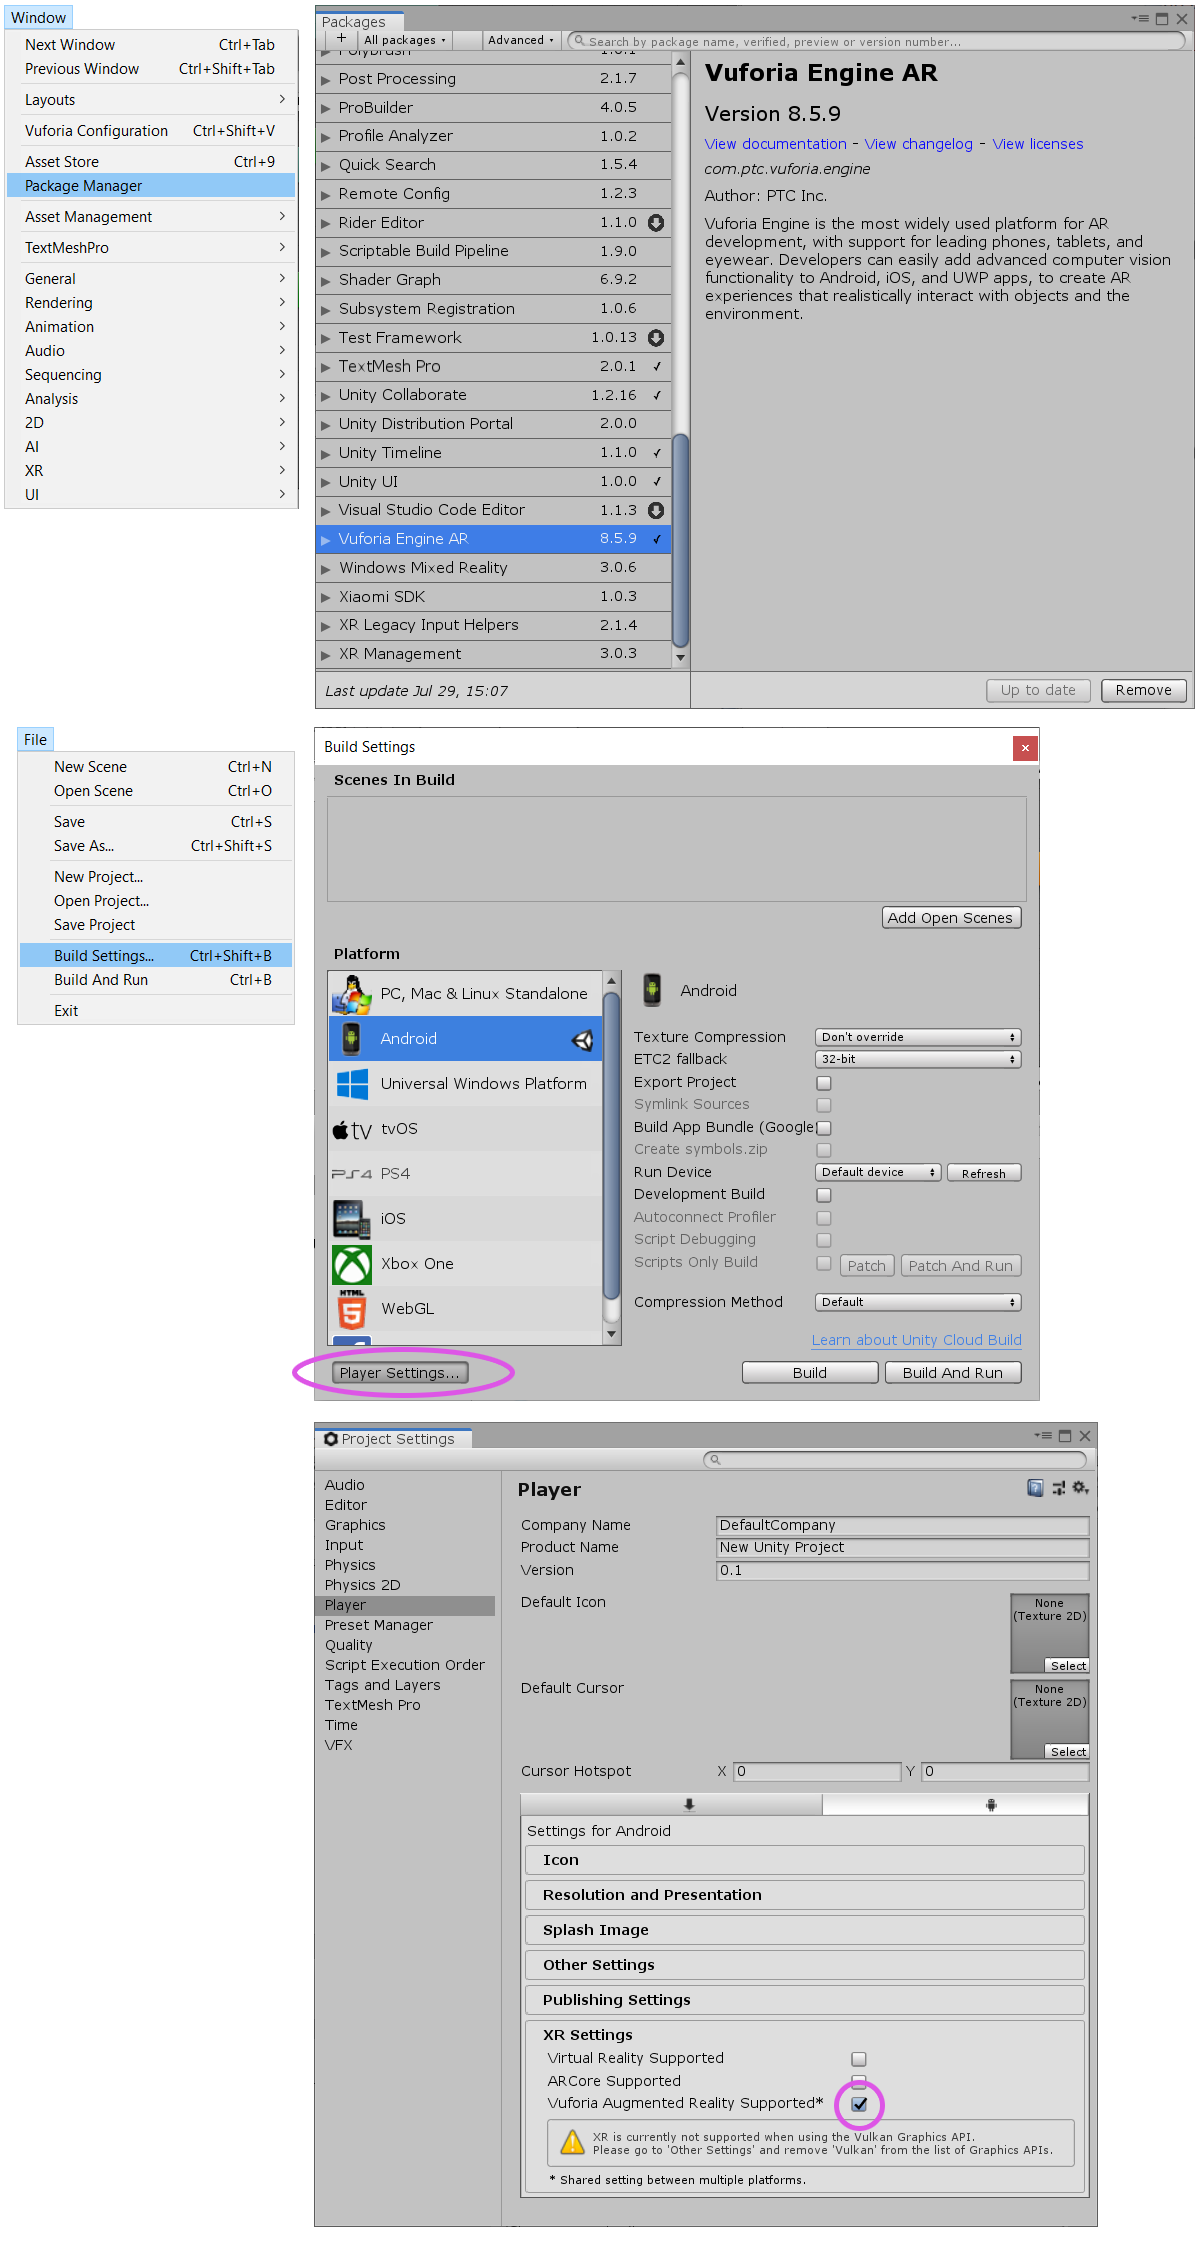 Window
Next Window Ctrl+Tab
Previous Window Ctrl+Shift+Tab
Layouts
Vuforia Configuration Ctrl+Shift+V
Asset Store Ctrl+9
Package Manager
Asset Management
TextMeshPro
General
Rendering
Animation
Audio
Sequencing
Analysis
2D
AI
XR
UI
Packages
+ All packages Advanced Search by package name, verified, preview or version number...
Post Processing 2.1.7
ProBuilder 4.0.5
Profile Analyzer 1.0.2
Quick Search 1.5.4
Remote Config 1.2.3
Rider Editor 1.1.0
Scriptable Build Pipeline 1.9.0
Shader Graph 6.9.2
Subsystem Registration 1.0.6
Test Framework 1.0.13
TextMesh Pro 2.0.1 ✓
Unity Collaborate 1.2.16 ✓
Unity Distribution Portal 2.0.0
Unity Timeline 1.1.0 ✓
Unity UI 1.0.0 ✓
Visual Studio Code Editor 1.1.3
Vuforia Engine AR 8.5.9 ✓
Windows Mixed Reality 3.0.6
Xiaomi SDK 1.0.3
XR Legacy Input Helpers 2.1.4
XR Management 3.0.3
Last update Jul 29, 15:07
Vuforia Engine AR
Version 8.5.9
View documentation - View changelog - View licenses
com.ptc.vuforia.engine
Author: PTC Inc.
Vuforia Engine is the most widely used platform for AR
development, with support for leading phones, tablets, and
eyewear. Developers can easily add advanced computer vision
functionality to Android, iOS, and UWP apps, to create AR
experiences that realistically interact with objects and the
environment.
Up to date Remove
File
New Scene Ctrl+N
Open Scene Ctrl+O
Save Ctrl+S
Save As... Ctrl+Shift+S
New Project...
Open Project...
Save Project
Build Settings... Ctrl+Shift+B
Build And Run Ctrl+B
Exit
Build Settings
Scenes In Build
Add Open Scenes
Platform
PC, Mac & Linux Standalone
Android
Universal Windows Platform
tv tvOS
PS4 PS4
iOS
Xbox One
HTML 5 WebGL
Android
Texture Compression Don't override
ETC2 fallback 32-bit
Export Project
Symlink Sources
Build App Bundle (Google
Create symbols.zip
Run Device Default device Refresh
Development Build
Autoconnect Profiler
Script Debugging
Scripts Only Build Patch Patch And Run
Compression Method Default
Learn about Unity Cloud Build
Player Settings... Build Build And Run
Project Settings
Audio
Editor
Graphics
Input
Physics
Physics 2D
Player
Preset Manager
Quality
Script Execution Order
Tags and Layers
TextMesh Pro
Time
VFX
Player
Company Name DefaultCompany
Product Name New Unity Project
Version 0.1
Default Icon
None
(Texture 2D)
Select
Default Cursor
None
(Texture 2D)
Select
Cursor Hotspot X 0 Y 0
Settings for Android
Icon
Resolution and Presentation
Splash Image
Other Settings
Publishing Settings
XR Settings
Virtual Reality Supported
ARCore Supported
Vuforia Augmented Reality Supported*
XR is currently not supported when using the Vulkan Graphics API.
Please go to 'Other Settings' and remove 'Vulkan' from the list of Graphics APIs.
* Shared setting between multiple platforms.